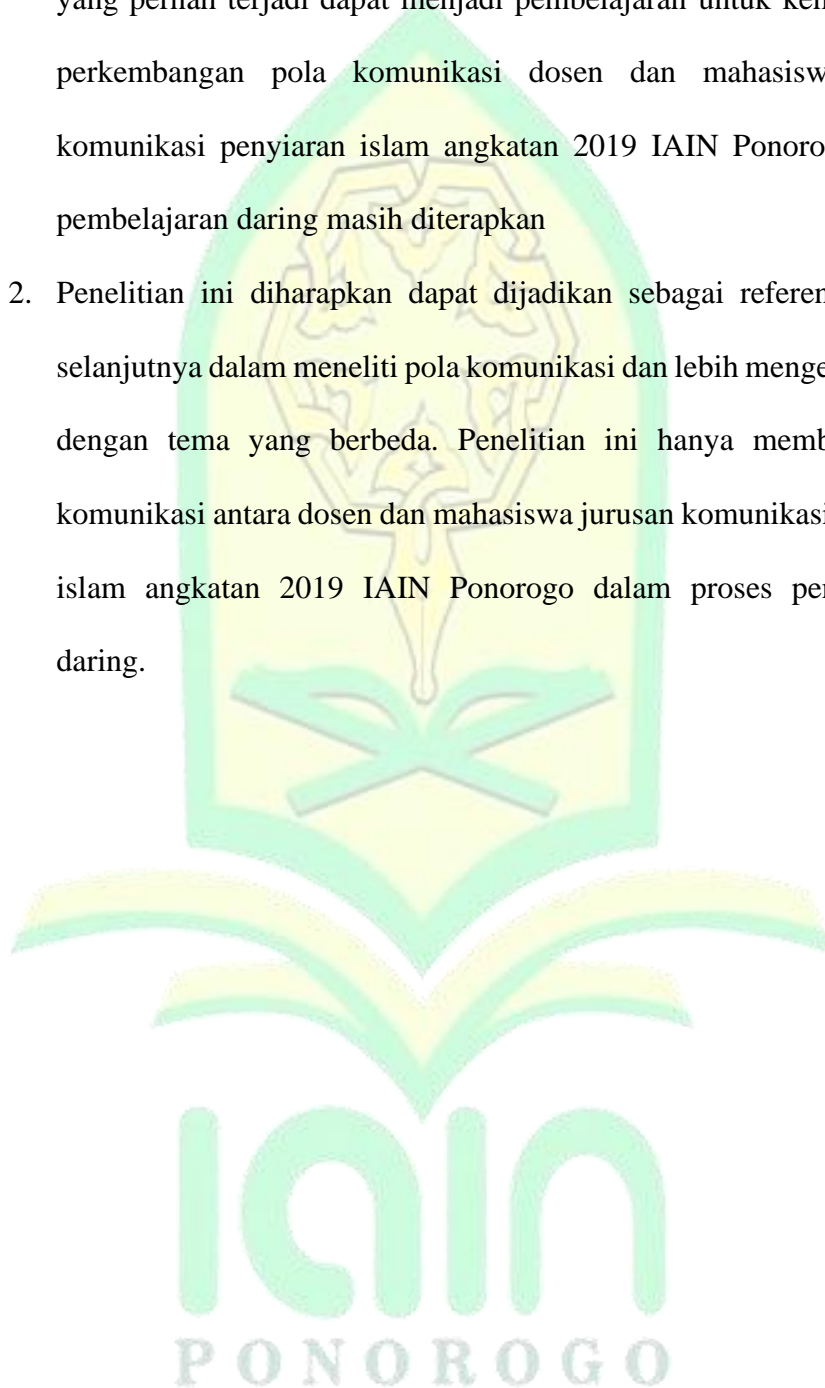 yang pernah terjadi dapat menjadi pembelajaran untuk
perkembangan pola komunikasi dosen dan
komunikasi penyiaran islam angkatan 2019 IAIN
pembelajaran daring masih diterapkan
2. Penelitian ini diharapkan dapat dijadikan sebagai
selanjutnya dalam meneliti pola komunikasi dan lebih
dengan tema yang berbeda. Penelitian ini hanya
komunikasi antara dosen dan mahasiswa jurusan komunikasi
islam angkatan 2019 IAIN Ponorogo dalam proses
daring.
iain
PONOROGO